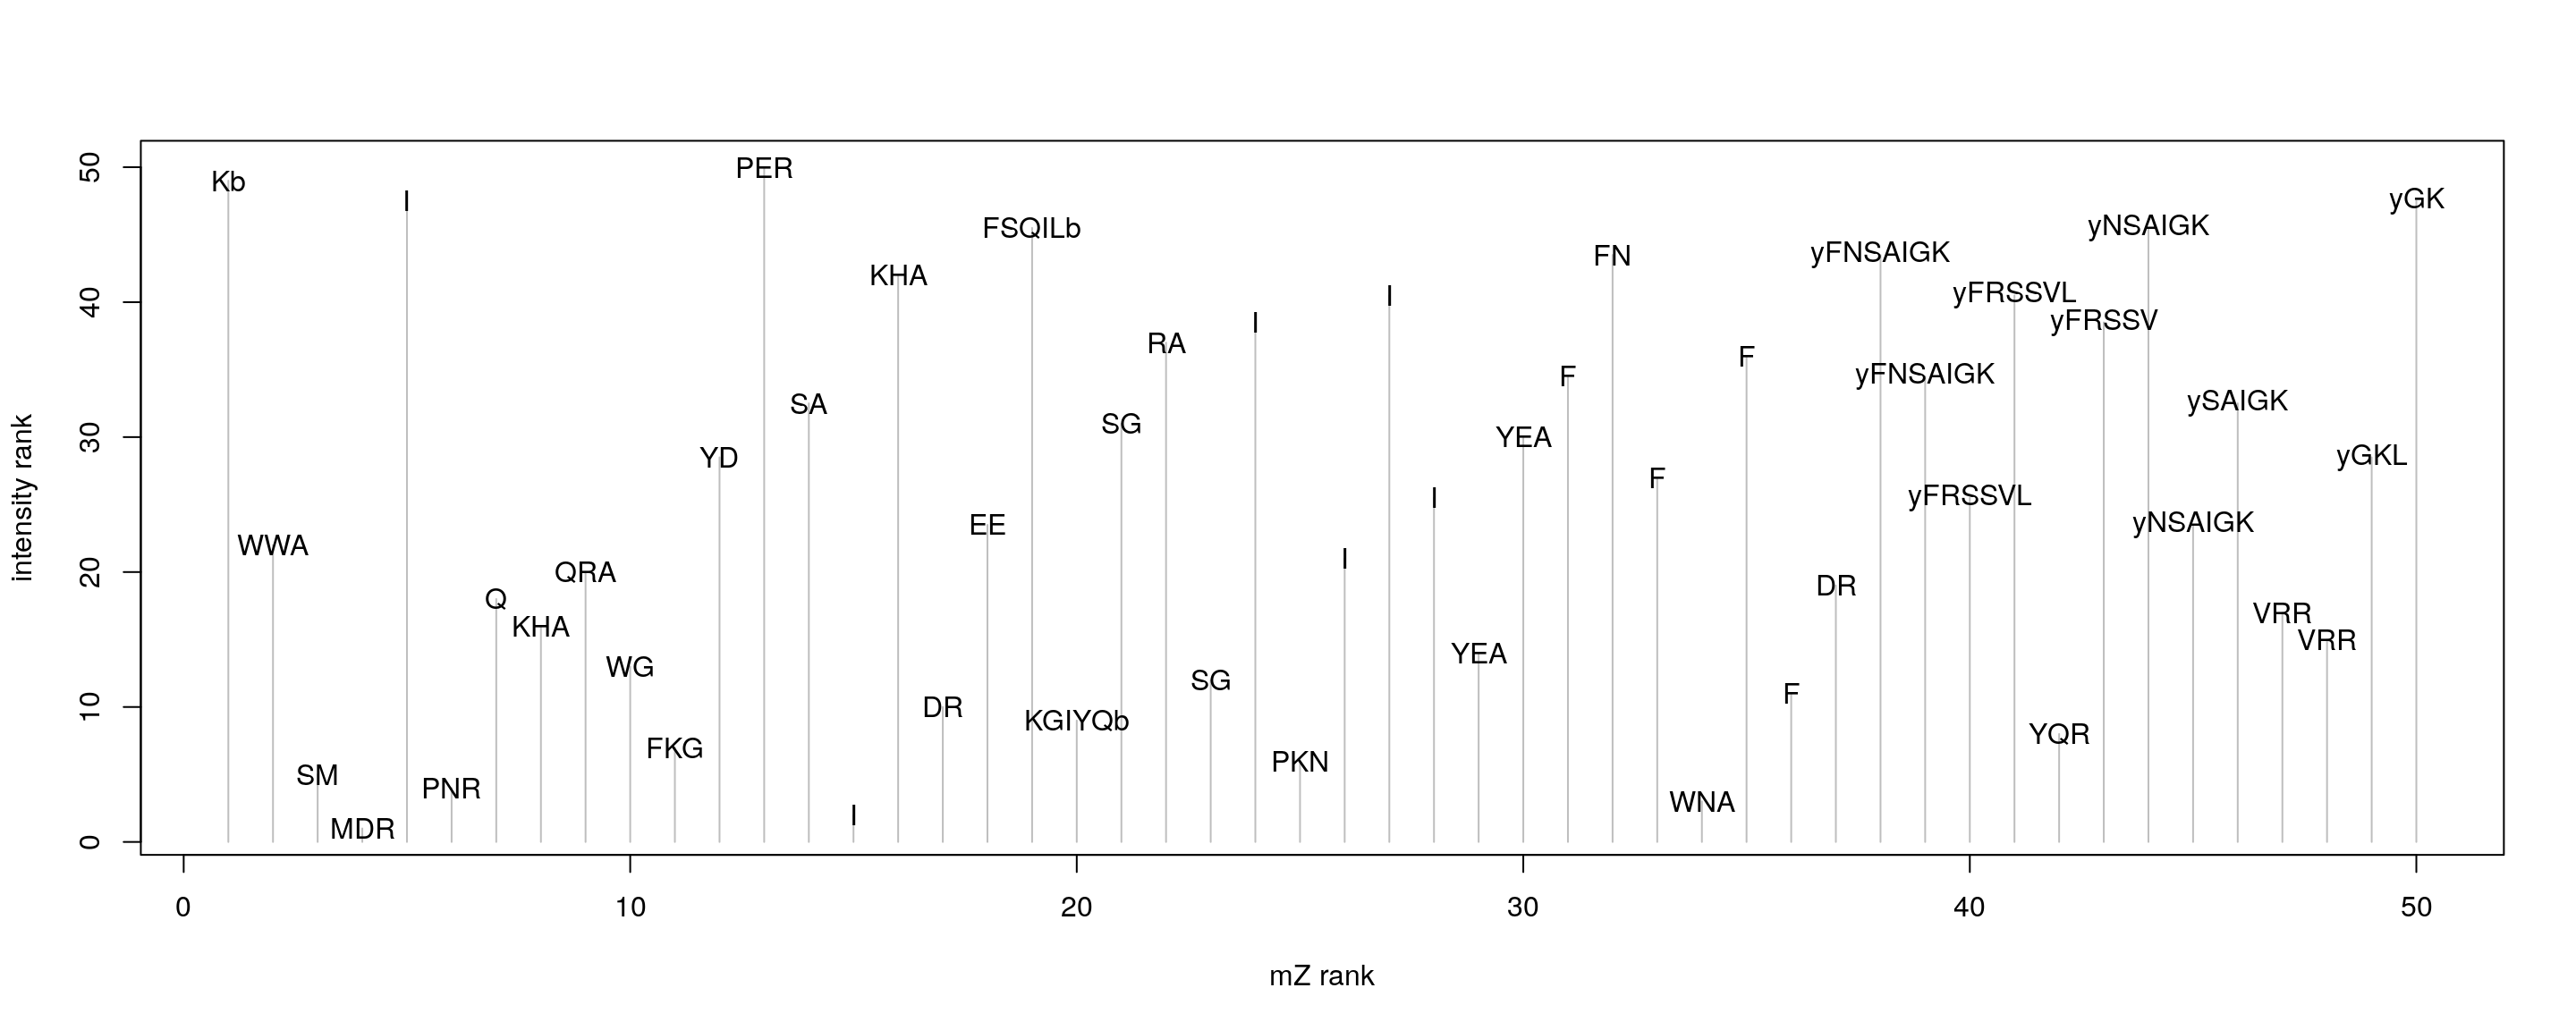 50
40
30
20
10
0
intensity rank
Kb
WWA
SM
MDR
I
PNR
Q
KHA
QRA
WG
FKG
YD
PER
SA
I
KHA
DR
EE
FSQILb
KGIYQb
SG
RA
SG
I
PKN
I
I
I
YEA
YEA
F
FN
F
WNA
F
F
DR
yFNSAIGK
yFNSAIGK
yFRSSVL
yFRSSVL
YQR
yFRSSV
yNSAIGK
yNSAIGK
ySAIGK
VRR
VRR
yGKL
yGK
0 10 20 30 40 50
mZ rank